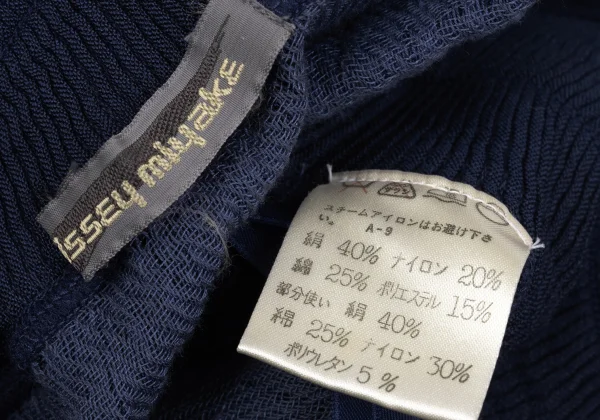 issey miyake
スチームアイロンはお避け下さ
い。 A-9
絹 40% ナイロン 20%
綿 25% ポリエステル 15%
部分使い 絹 40%
綿 25% ナイロン 30%
ポリウレタン 5%